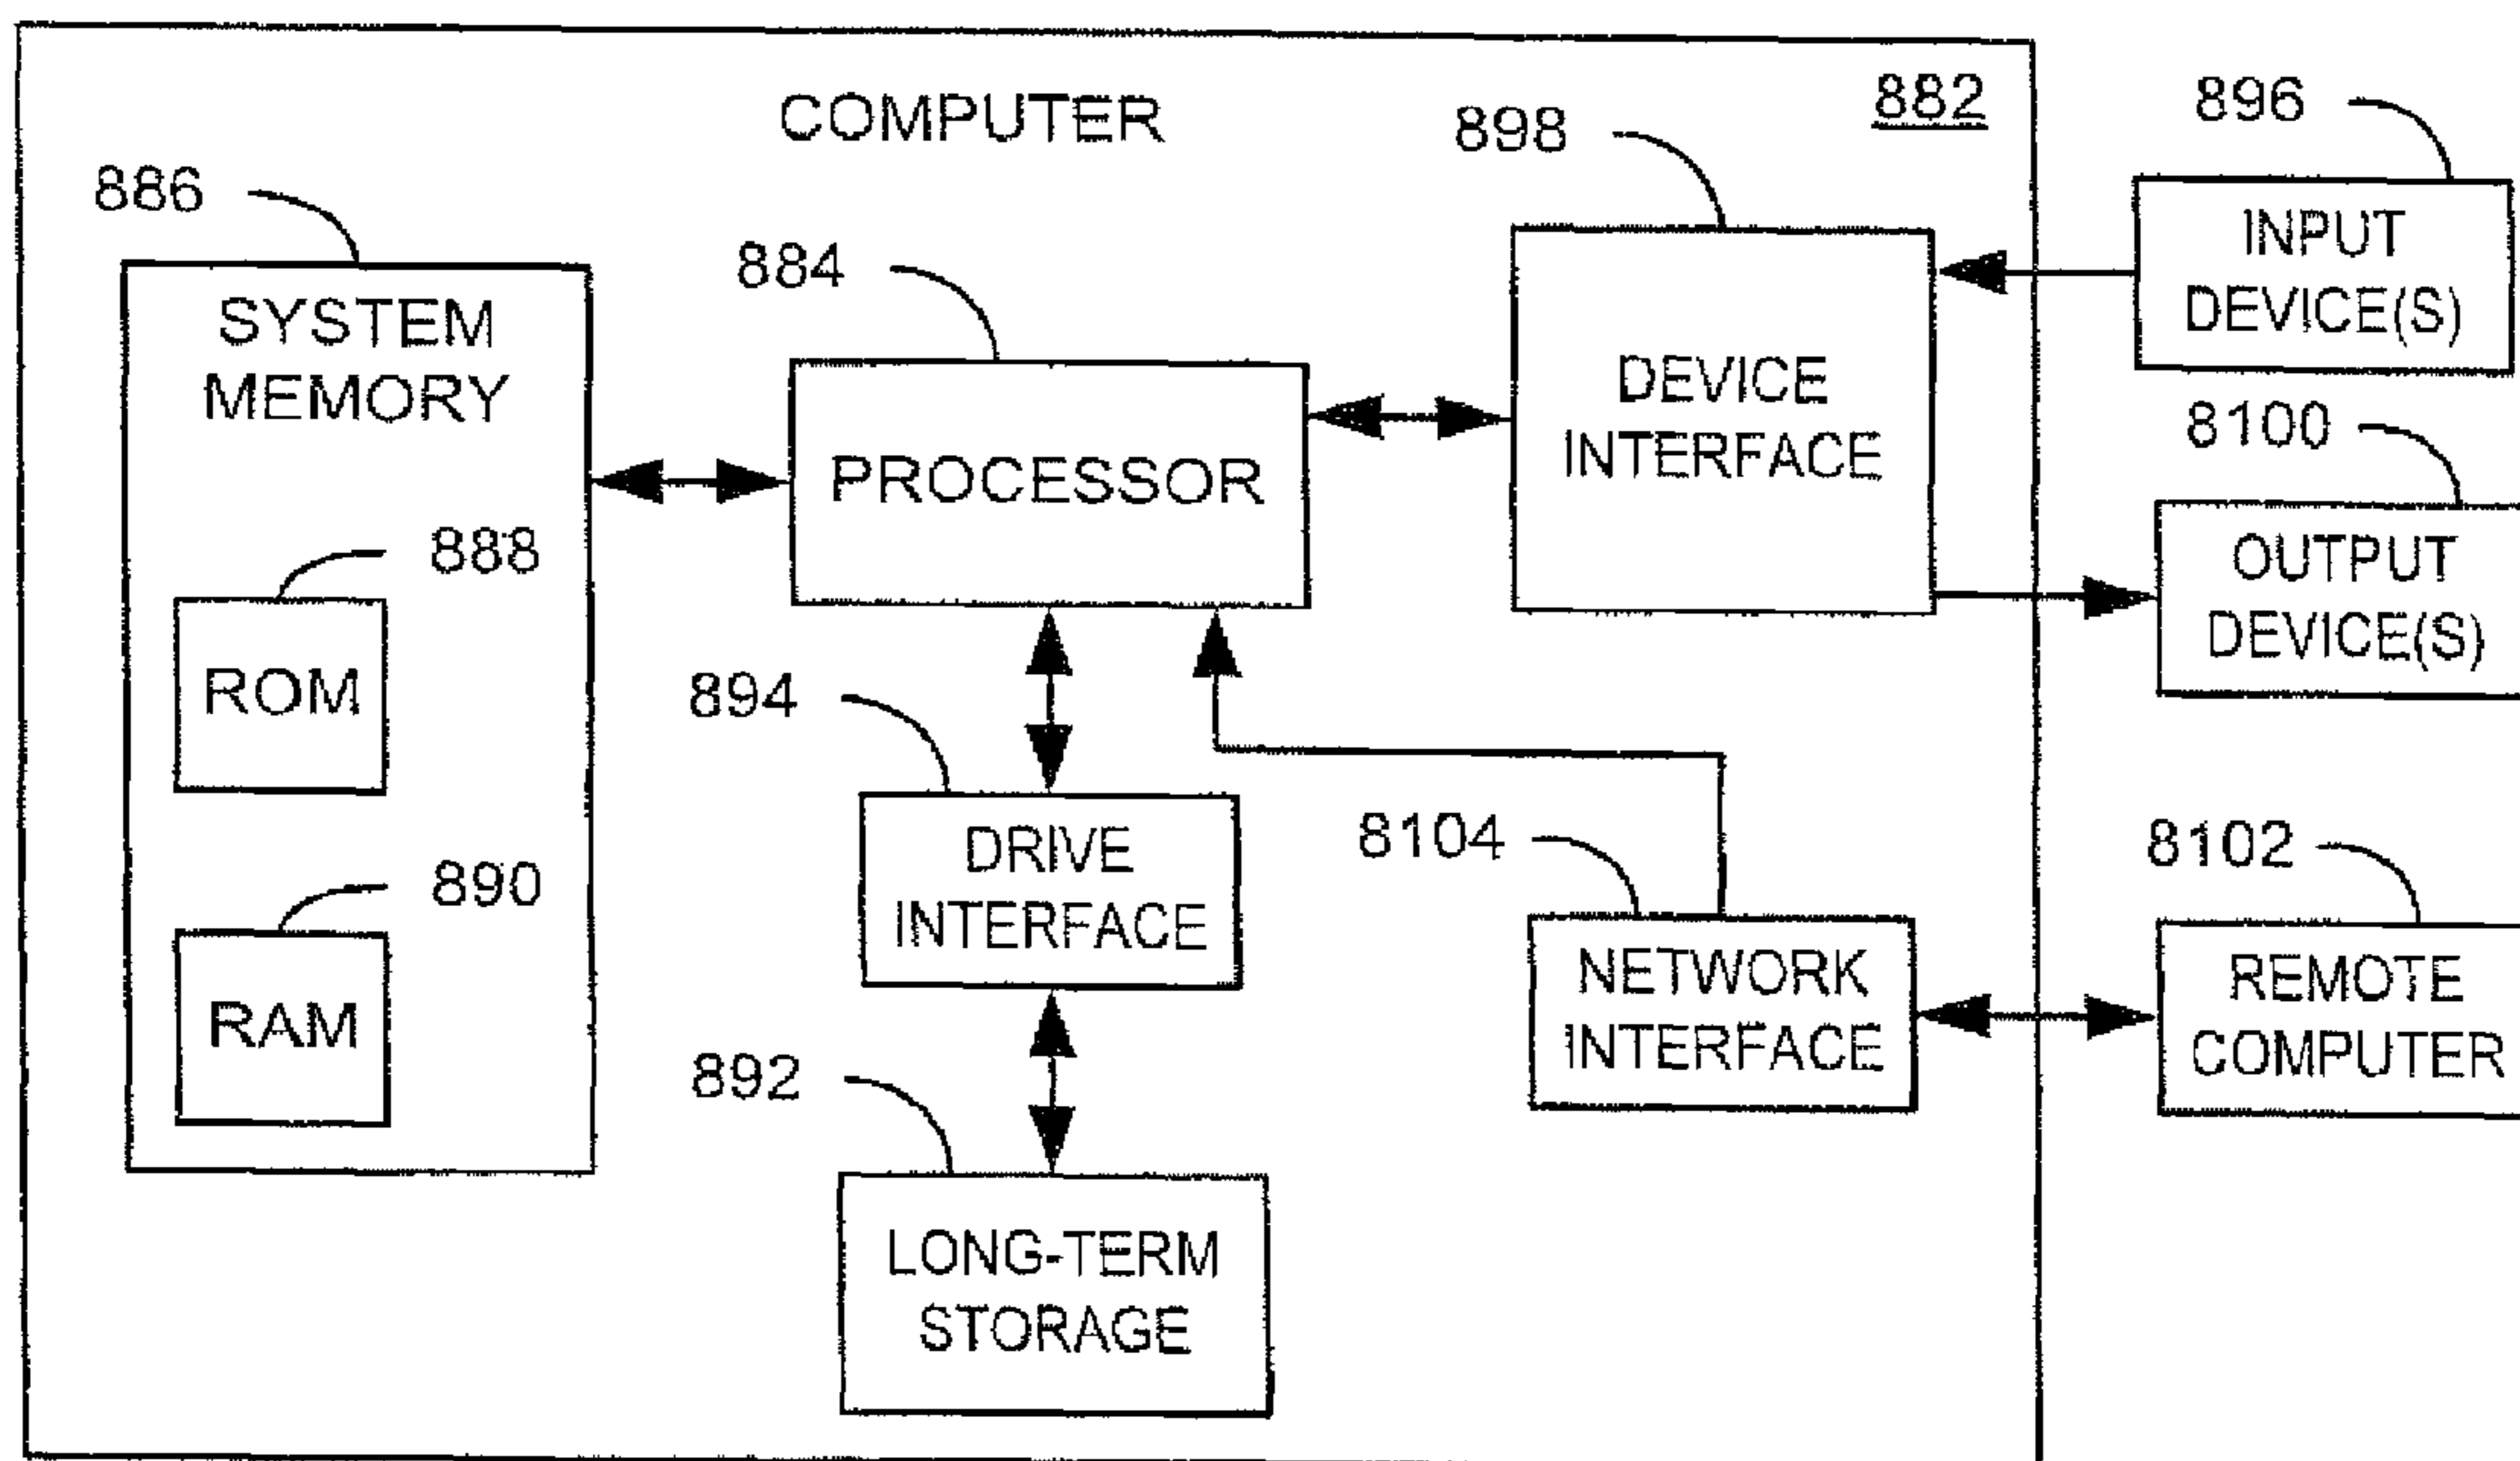 COMPUTER
882
886
SYSTEM
MEMORY
888
ROM
890
RAM
884
PROCESSOR
898
DEVICE
INTERFACE
896
INPUT
DEVICE(S)
8100
OUTPUT
DEVICE(S)
894
DRIVE
INTERFACE
892
LONG-TERM
STORAGE
8104
NETWORK
INTERFACE
8102
REMOTE
COMPUTER